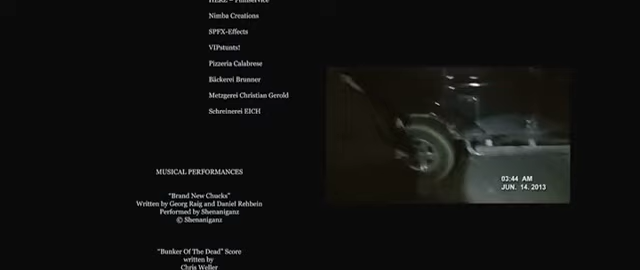 Nimba Creations
SPFX-Effects
VIPstunts!
Pizzeria Calabrese
Bäckerei Brunner
Metzgerei Christian Gerold
Schreinerei EICH
MUSICAL PERFORMANCES
"Brand New Chucks"
Written by Georg Raig and Daniel Rehbein
Performed by Shenaniganz
© Shenaniganz
"Bunker Of The Dead" Score
written by
Chris Weller
03:44 AM
JUN. 14. 2013